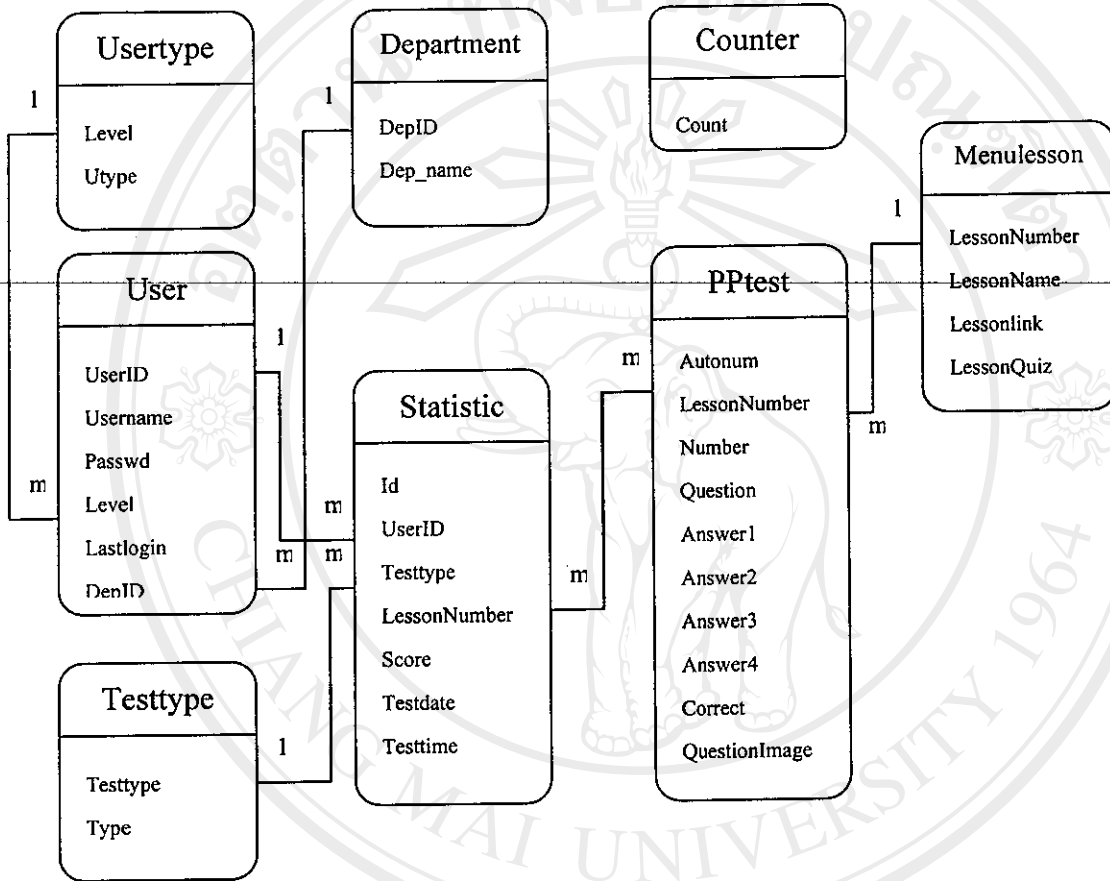 Usertype
1
Level
Utype
Department
1
DepID
Dep_name
Counter
Count
Menulesson
1
LessonNumber
LessonName
Lessonlink
LessonQuiz
User
1
UserID
Username
Passwd
Level
m
Lastlogin
m
DepID
Statistic
m
m
Id
UserID
Testtype
LessonNumber
Score
Testdate
Testtime
m
PPtest
m
Autonum
LessonNumber
m
Number
Question
Answer1
Answer2
Answer3
Answer4
Correct
QuestionImage
Testtype
1
Testtype
Type
CHIANG MAI UNIVERSITY 1964